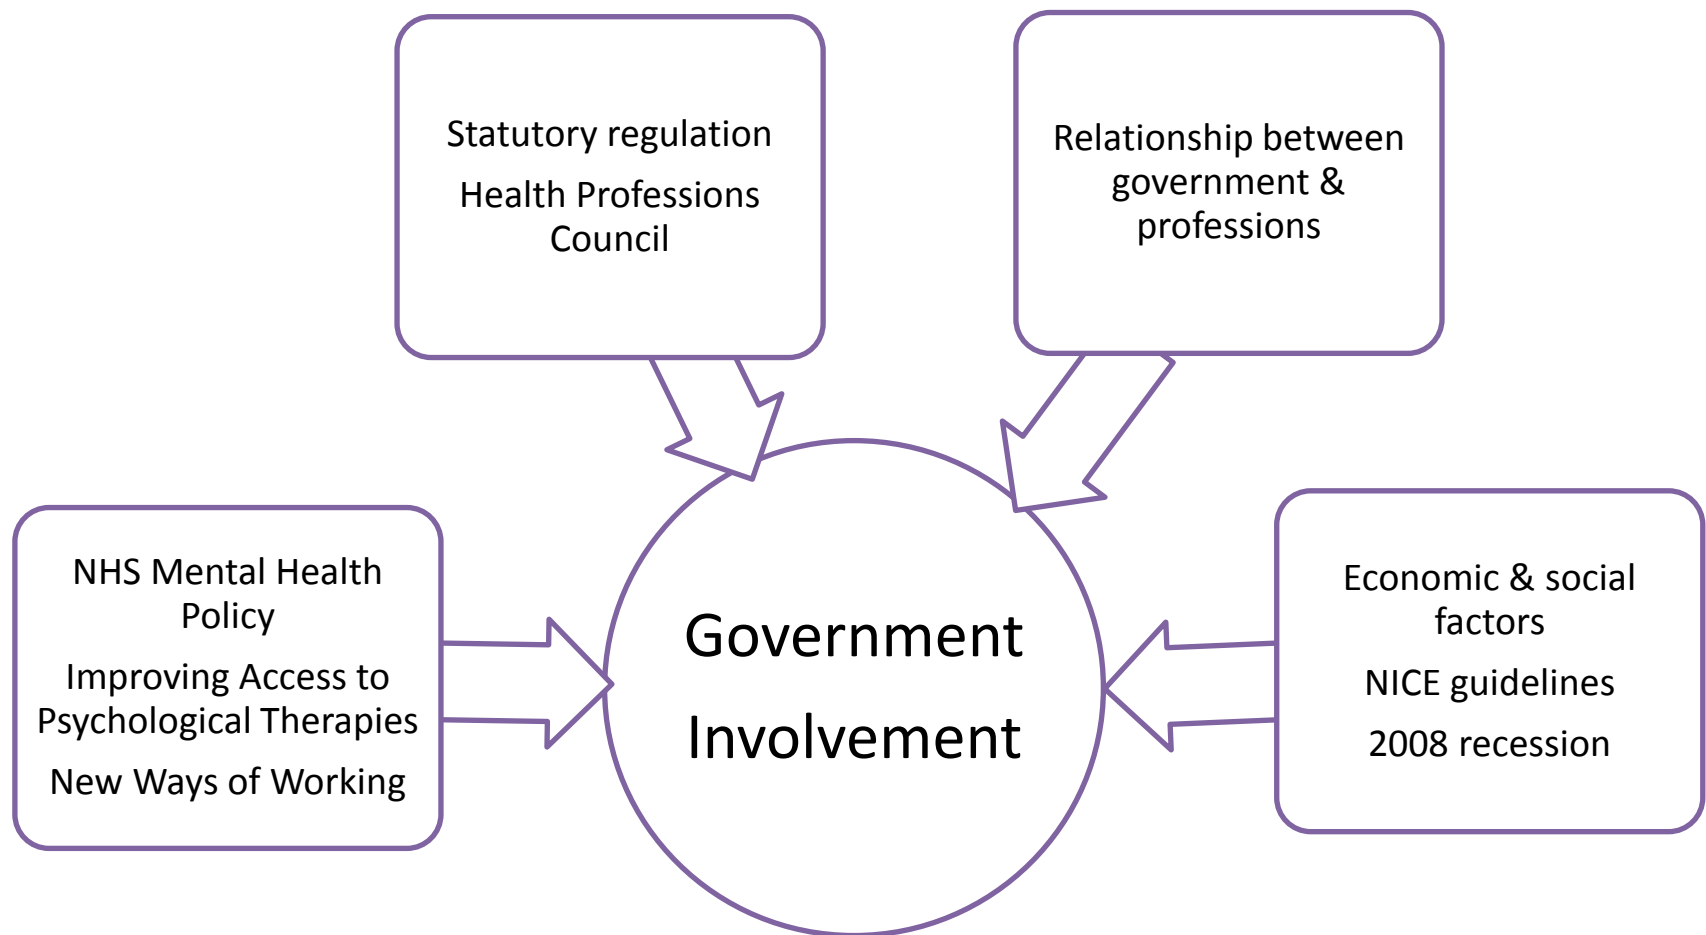 Statutory regulation
Health Professions
Council
Relationship between
government &
professions
NHS Mental Health
Policy
Improving Access to
Psychological Therapies
New Ways of Working
Government
Involvement
Economic & social
factors
NICE guidelines
2008 recession